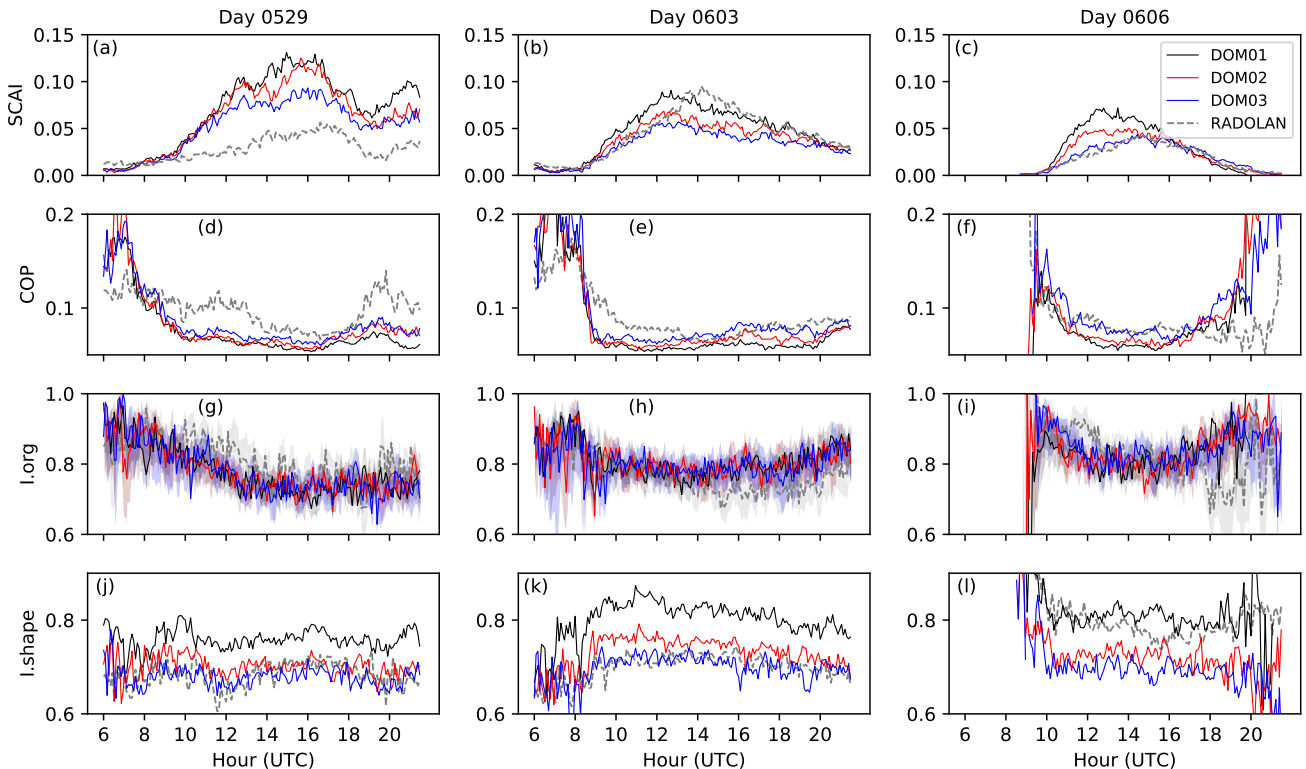 Day 0529
Day 0603
Day 0606
SCAI
0.15
0.10
0.05
0.00
(a)
0.15
0.10
0.05
0.00
(b)
0.15
0.10
0.05
0.00
(c)
DOM01
DOM02
DOM03
RADOLAN
COP
0.2
0.1
(d)
0.2
0.1
(e)
0.2
0.1
(f)
I.org
1.0
0.8
0.6
(g)
1.0
0.8
0.6
(h)
1.0
0.8
0.6
(i)
I.shape
0.8
0.6
(j)
0.8
0.6
(k)
0.8
0.6
(l)
6 8 10 12 14 16 18 20
6 8 10 12 14 16 18 20
6 8 10 12 14 16 18 20
Hour (UTC)
Hour (UTC)
Hour (UTC)